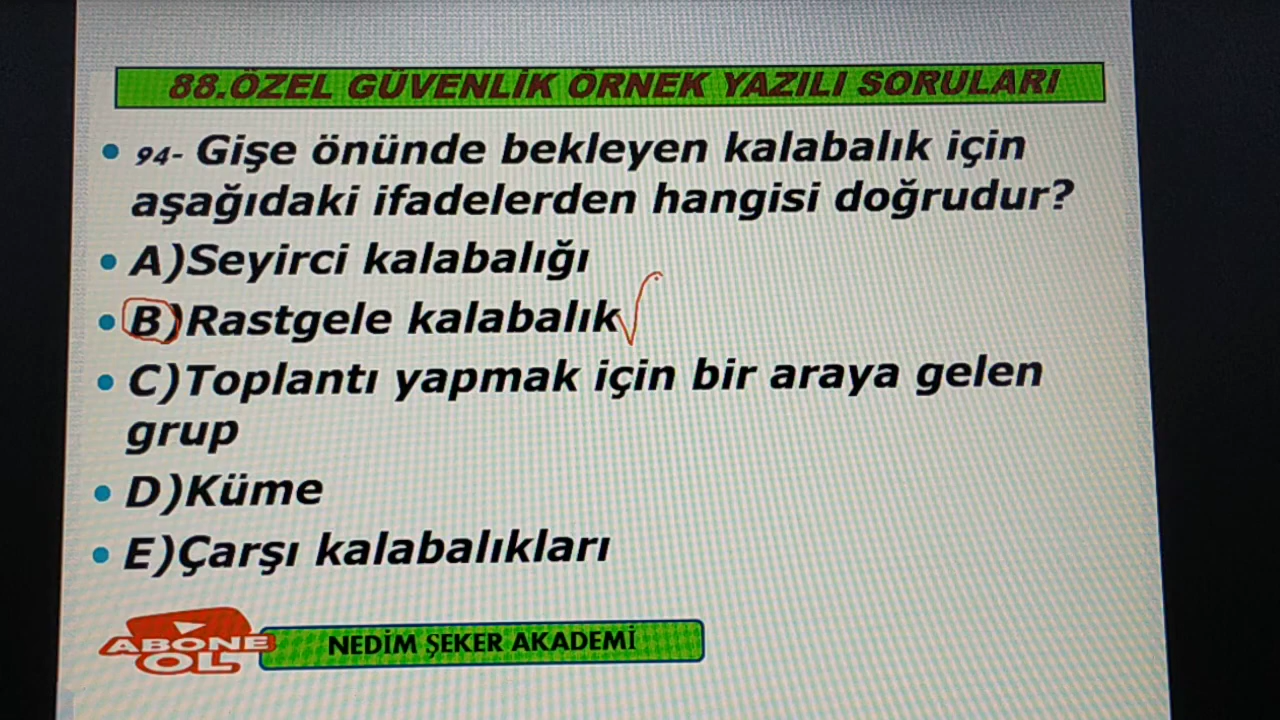 88.ÖZEL GÜVENLİK ÖRNEK YAZILI SORULARI
• 94- Gişe önünde bekleyen kalabalık için
aşağıdaki ifadelerden hangisi doğrudur?
• A)Seyirci kalabalığı
• B)Rastgele kalabalık
• C)Toplantı yapmak için bir araya gelen
grup
• D)Küme
• E)Çarşı kalabalıkları
ABONE
OL
NEDİM ŞEKER AKADEMİ